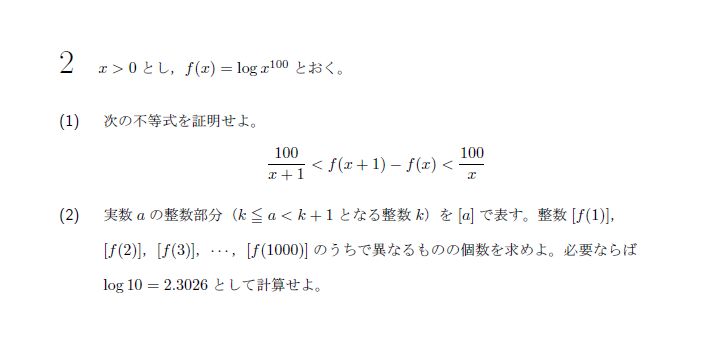 2 x > 0 とし，f(x) = log x^100 とおく。
(1) 次の不等式を証明せよ。
100/(x + 1) < f(x + 1) − f(x) < 100/x
(2) 実数 a の整数部分（k ≦ a < k + 1 となる整数 k）を [a] で表す。整数 [f(1)]，
[f(2)]，[f(3)]，···，[f(1000)] のうちで異なるものの個数を求めよ。必要ならば
log 10 = 2.3026 として計算せよ。